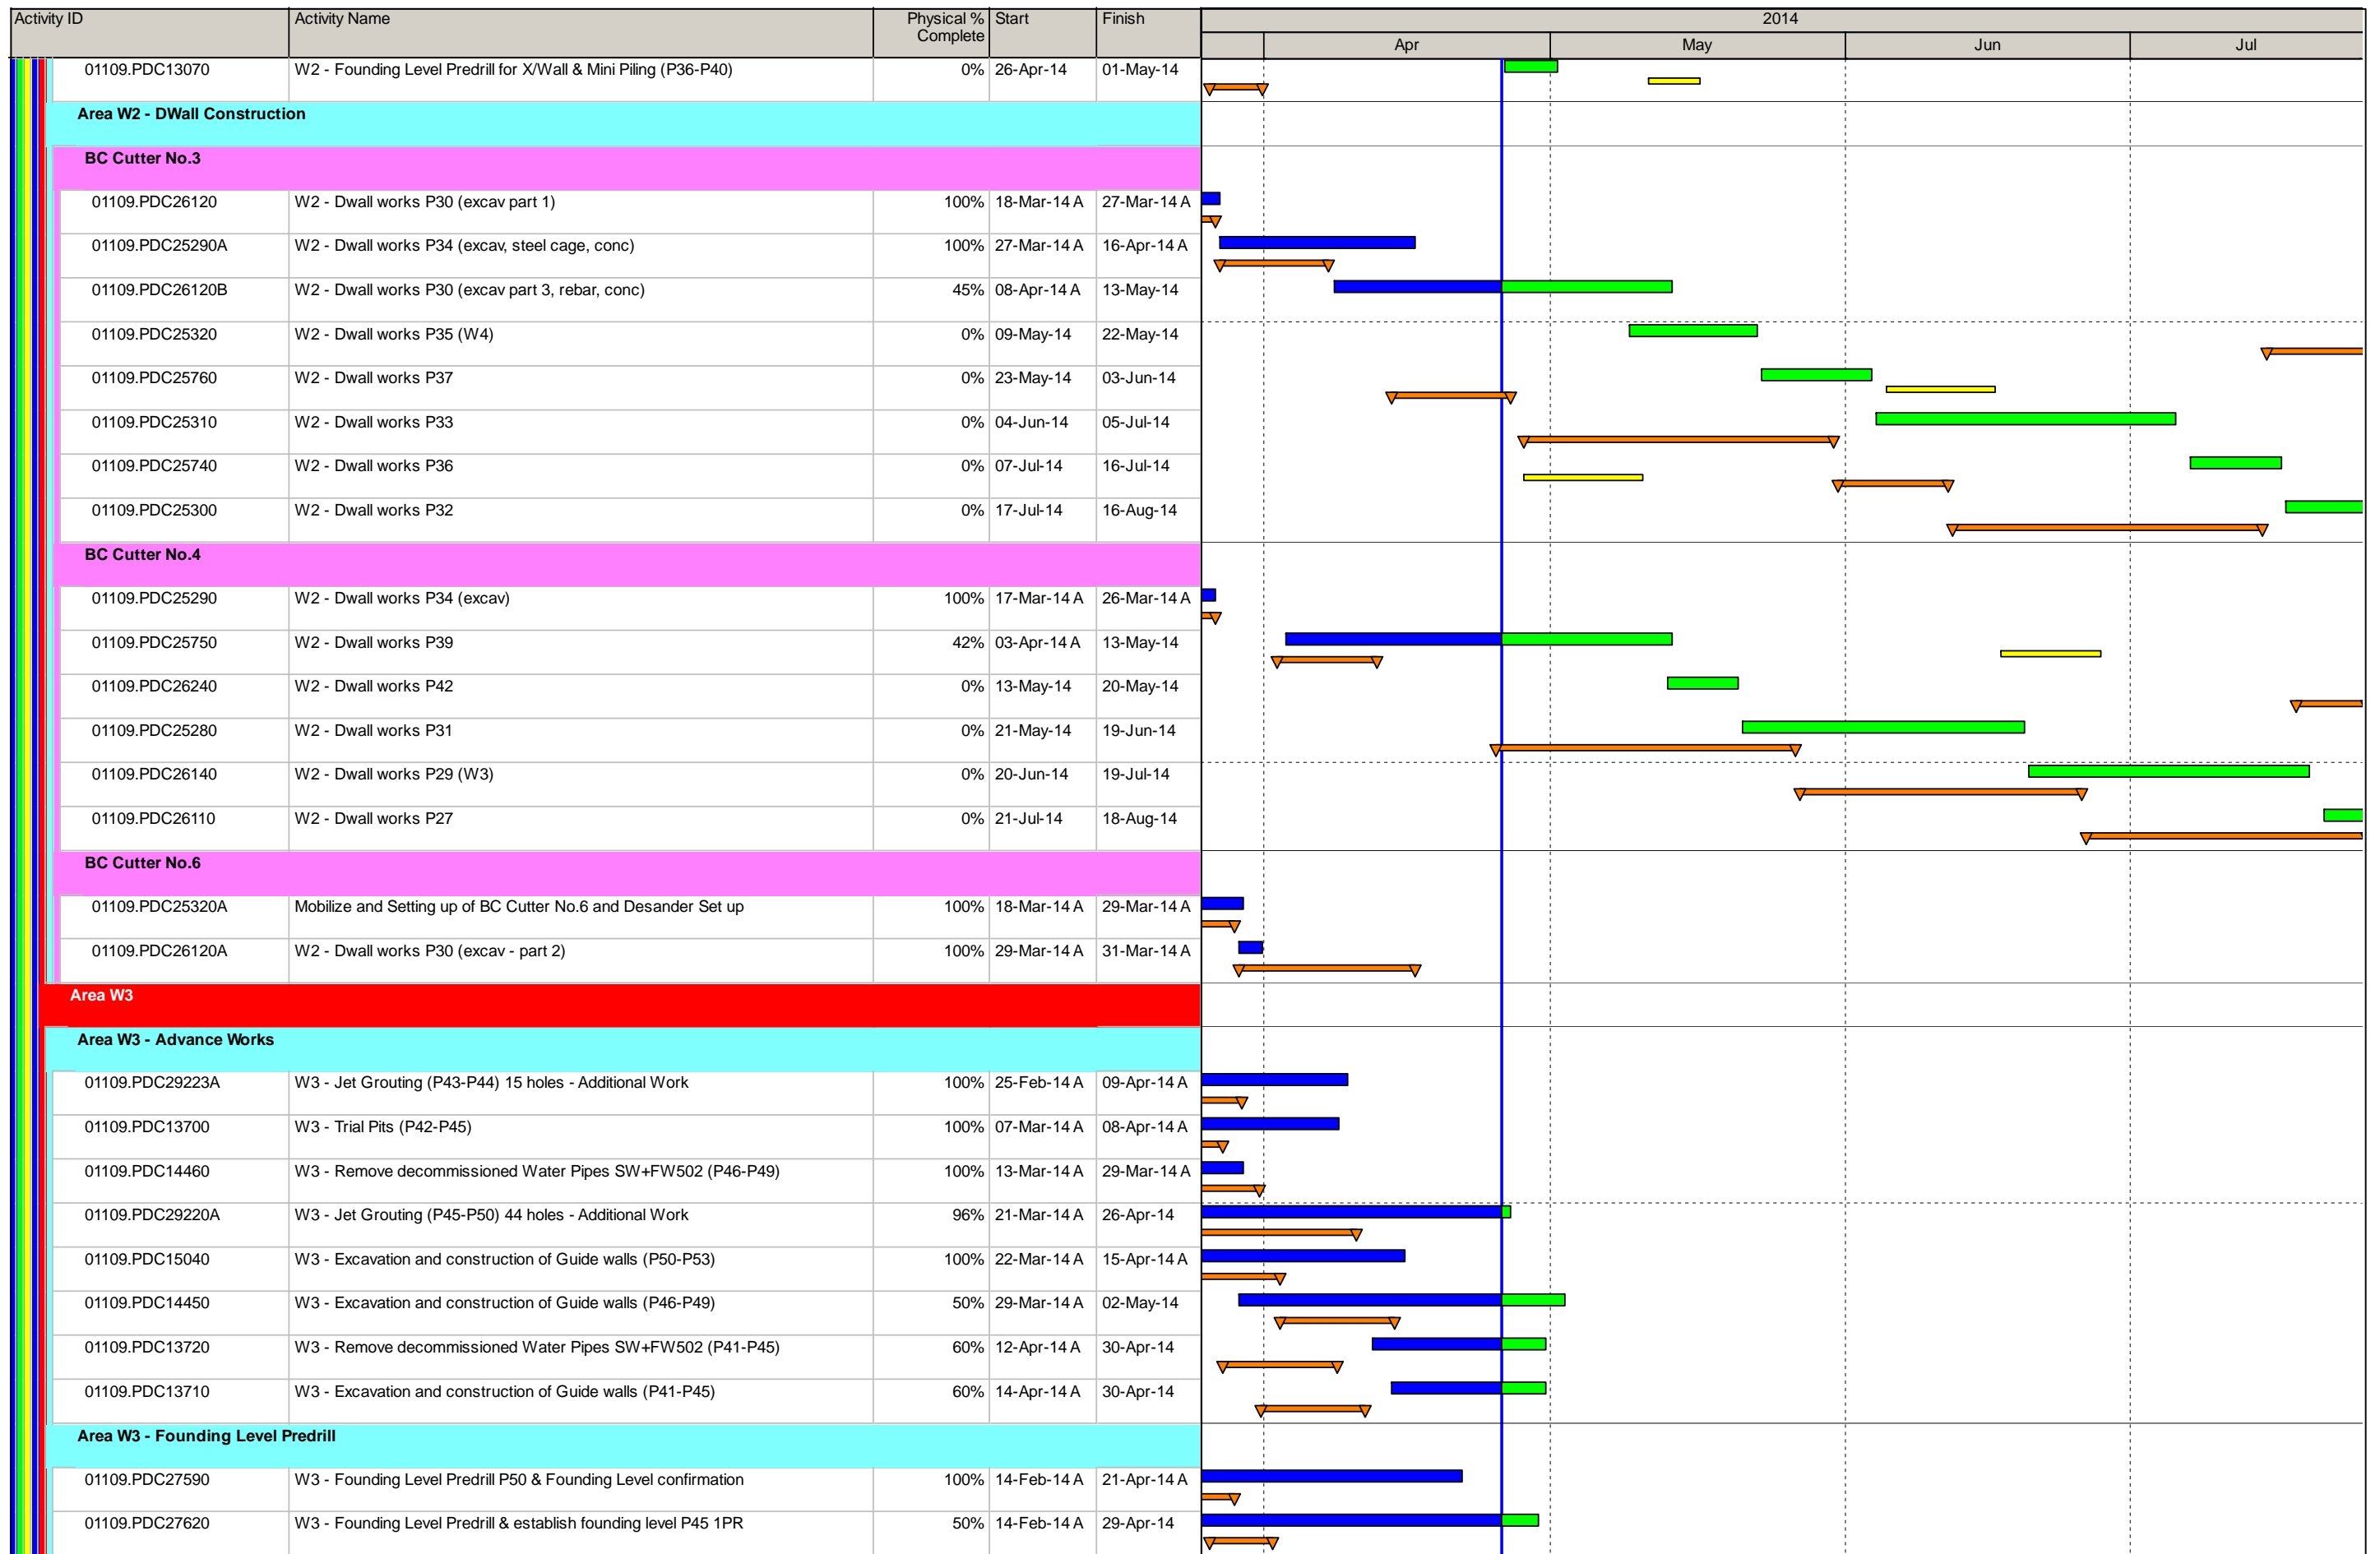 Activity ID Activity Name Physical % Complete Start Finish 2014
Apr May Jun Jul
01109.PDC13070 W2 - Founding Level Predrill for X/Wall & Mini Piling (P36-P40) 0% 26-Apr-14 01-May-14
Area W2 - DWall Construction
BC Cutter No.3
01109.PDC26120 W2 - Dwall works P30 (excav part 1) 100% 18-Mar-14 A 27-Mar-14 A
01109.PDC25290A W2 - Dwall works P34 (excav, steel cage, conc) 100% 27-Mar-14 A 16-Apr-14 A
01109.PDC26120B W2 - Dwall works P30 (excav part 3, rebar, conc) 45% 08-Apr-14 A 13-May-14
01109.PDC25320 W2 - Dwall works P35 (W4) 0% 09-May-14 22-May-14
01109.PDC25760 W2 - Dwall works P37 0% 23-May-14 03-Jun-14
01109.PDC25310 W2 - Dwall works P33 0% 04-Jun-14 05-Jul-14
01109.PDC25740 W2 - Dwall works P36 0% 07-Jul-14 16-Jul-14
01109.PDC25300 W2 - Dwall works P32 0% 17-Jul-14 16-Aug-14
BC Cutter No.4
01109.PDC25290 W2 - Dwall works P34 (excav) 100% 17-Mar-14 A 26-Mar-14 A
01109.PDC25750 W2 - Dwall works P39 42% 03-Apr-14 A 13-May-14
01109.PDC26240 W2 - Dwall works P42 0% 13-May-14 20-May-14
01109.PDC25280 W2 - Dwall works P31 0% 21-May-14 19-Jun-14
01109.PDC26140 W2 - Dwall works P29 (W3) 0% 20-Jun-14 19-Jul-14
01109.PDC26110 W2 - Dwall works P27 0% 21-Jul-14 18-Aug-14
BC Cutter No.6
01109.PDC25320A Mobilize and Setting up of BC Cutter No.6 and Desander Set up 100% 18-Mar-14 A 29-Mar-14 A
01109.PDC26120A W2 - Dwall works P30 (excav - part 2) 100% 29-Mar-14 A 31-Mar-14 A
Area W3
Area W3 - Advance Works
01109.PDC29223A W3 - Jet Grouting (P43-P44) 15 holes - Additional Work 100% 25-Feb-14 A 09-Apr-14 A
01109.PDC13700 W3 - Trial Pits (P42-P45) 100% 07-Mar-14 A 08-Apr-14 A
01109.PDC14460 W3 - Remove decommissioned Water Pipes SW+FW502 (P46-P49) 100% 13-Mar-14 A 29-Mar-14 A
01109.PDC29220A W3 - Jet Grouting (P45-P50) 44 holes - Additional Work 96% 21-Mar-14 A 26-Apr-14
01109.PDC15040 W3 - Excavation and construction of Guide walls (P50-P53) 100% 22-Mar-14 A 15-Apr-14 A
01109.PDC14450 W3 - Excavation and construction of Guide walls (P46-P49) 50% 29-Mar-14 A 02-May-14
01109.PDC13720 W3 - Remove decommissioned Water Pipes SW+FW502 (P41-P45) 60% 12-Apr-14 A 30-Apr-14
01109.PDC13710 W3 - Excavation and construction of Guide walls (P41-P45) 60% 14-Apr-14 A 30-Apr-14
Area W3 - Founding Level Predrill
01109.PDC27590 W3 - Founding Level Predrill P50 & Founding Level confirmation 100% 14-Feb-14 A 21-Apr-14 A
01109.PDC27620 W3 - Founding Level Predrill & establish founding level P45 1PR 50% 14-Feb-14 A 29-Apr-14